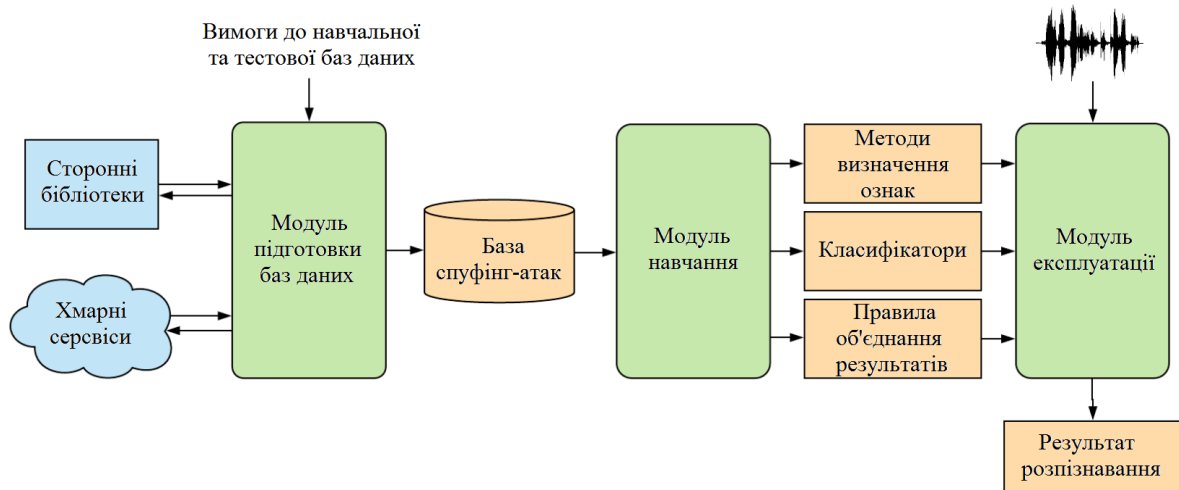 Вимоги до навчальної
та тестової баз даних
Сторонні
бібліотеки
Хмарні
серсвіси
Модуль
підготовки
баз даних
База
спуфінг-атак
Модуль
навчання
Методи
визначення
ознак
Класифікатори
Правила
об'єднання
результатів
Модуль
експлуатації
Результат
розпізнавання